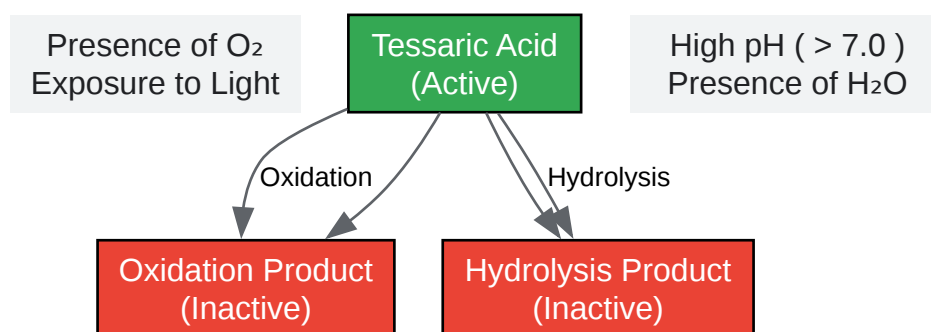 Presence of O₂
Exposure to Light
Tessaric Acid
(Active)
High pH ( > 7.0 )
Presence of H₂O
Oxidation
Hydrolysis
Oxidation Product
(Inactive)
Hydrolysis Product
(Inactive)